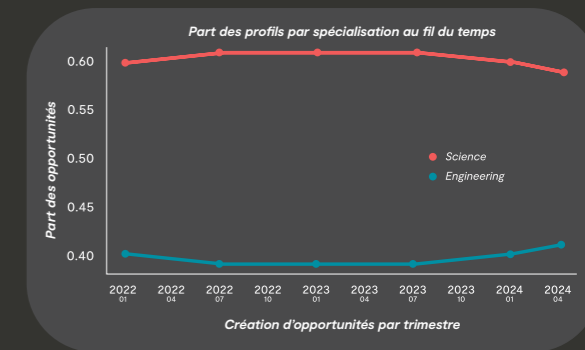 Part des profils par spécialisation au fil du temps
Part des opportunités
0.60
0.55
0.50
0.45
0.40
Science
Engineering
2022 2022 2022 2022 2023 2023 2023 2023 2024 2024
01 04 07 10 01 04 07 10 01 04
Création d'opportunités par trimestre